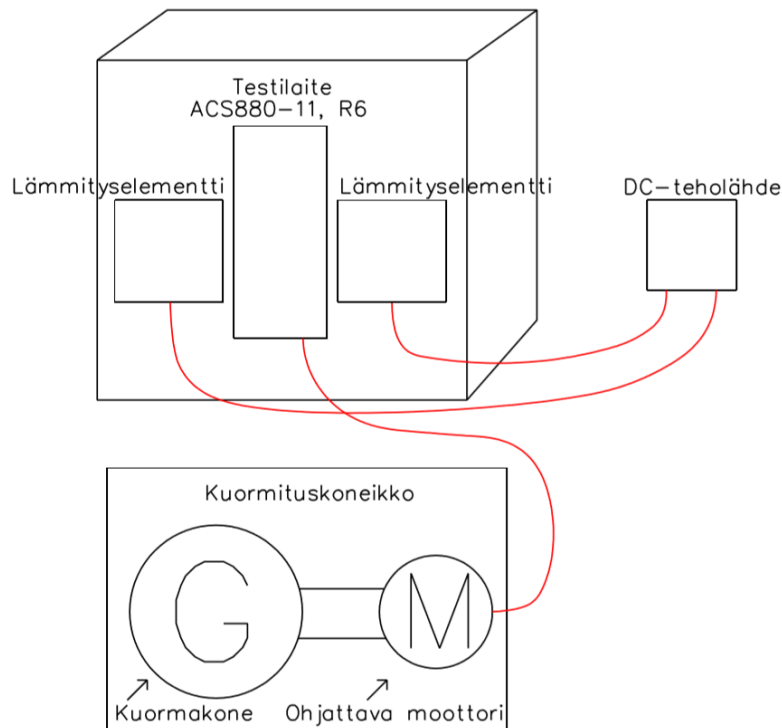 Testilaite
ACS880-11, R6
Lämmityselementti
Lämmityselementti
DC-teholähde
Kuormituskoneikko
G
M
Kuormakone
Ohjattava moottori